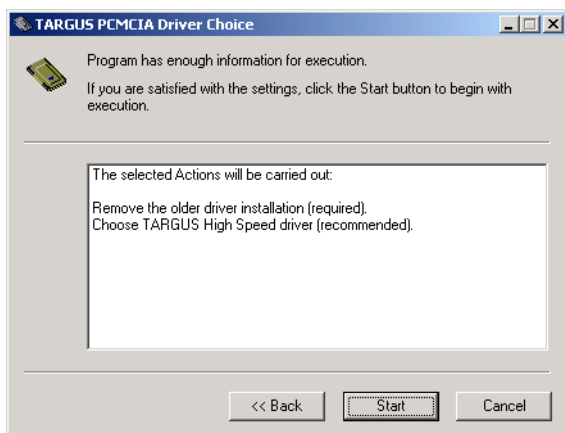 TARGUS PCMCIA Driver Choice
Program has enough information for execution.
If you are satisfied with the settings, click the Start button to begin with
execution.
The selected Actions will be carried out:
Remove the older driver installation (required).
Choose TARGUS High Speed driver (recommended).
<< Back
Start
Cancel